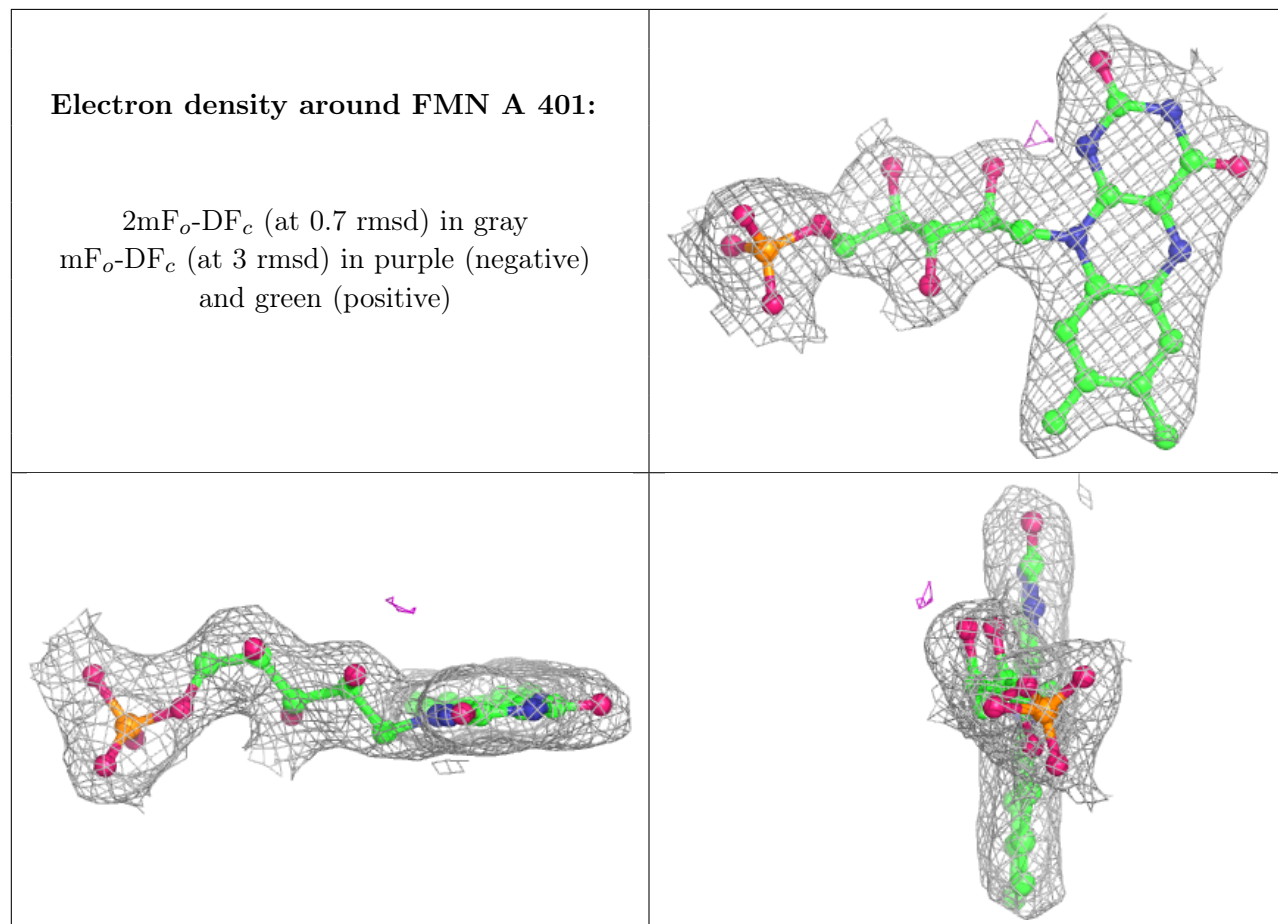 Electron density around FMN A 401:
2mFo-DFc (at 0.7 rmsd) in gray
mFo-DFc (at 3 rmsd) in purple (negative)
and green (positive)